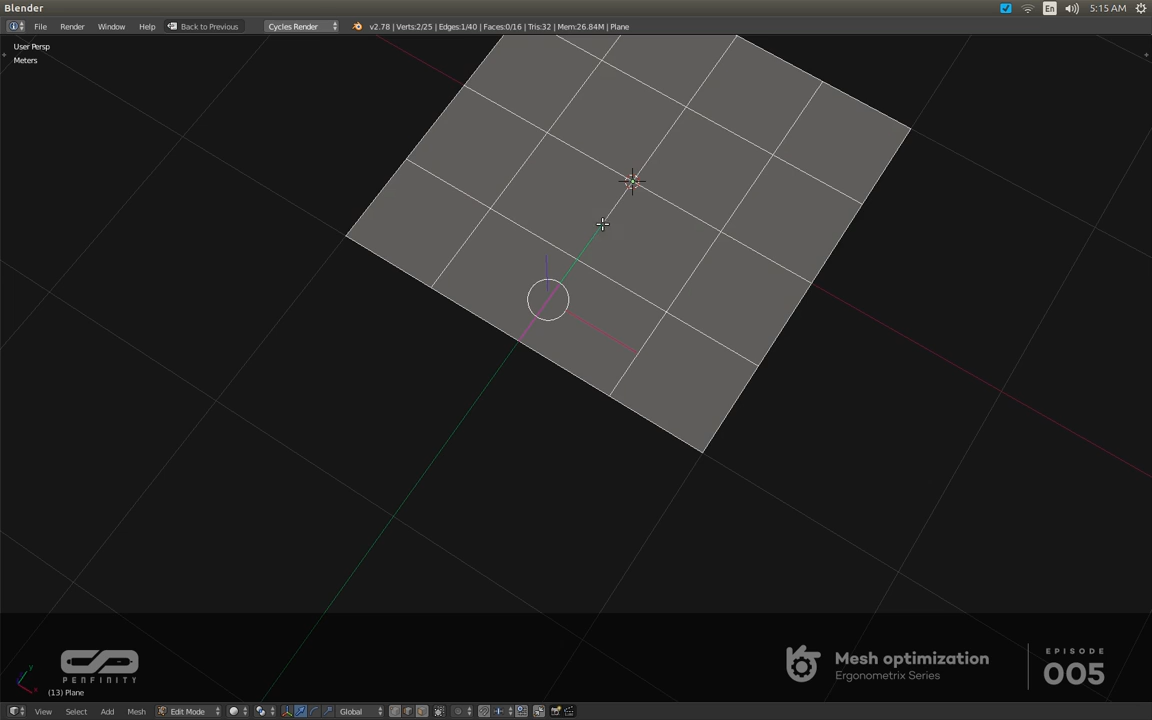 Blender
En
5:15 AM
File Render Window Help Back to Previous Cycles Render v2.78 | Verts:2/25 | Edges:1/40 | Faces:0/16 | Tris:32 | Mem:26.84M | Plane
User Persp
Meters
PENFINITY
Mesh optimization
Ergonometrix Series
EPISODE
005
y
x
(13) Plane
View Select Add Mesh Edit Mode Global